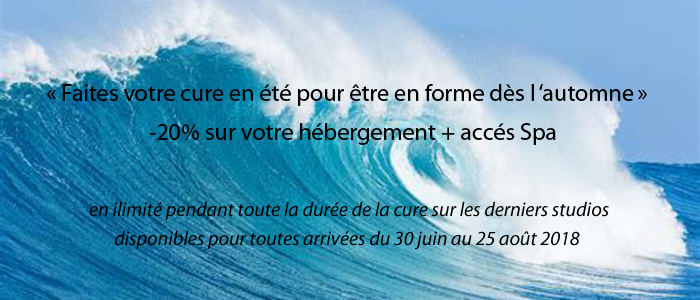 « Faites votre cure en été pour être en forme dès l ‘automne »
-20% sur votre hébergement + accés Spa
en ilimité pendant toute la durée de la cure sur les derniers studios
disponibles pour toutes arrivées du 30 juin au 25 août 2018